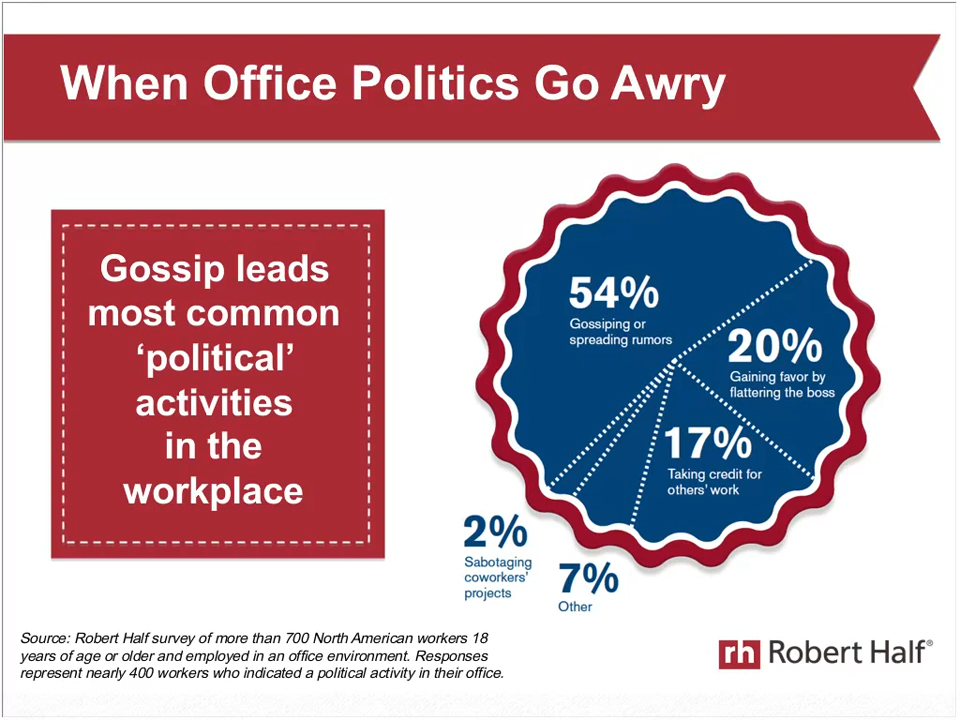 When Office Politics Go Awry
Gossip leads
most common
‘political’
activities
in the
workplace
54%
Gossiping or
spreading rumors
20%
Gaining favor by
flattering the boss
17%
Taking credit for
others’ work
2%
Sabotaging
coworkers’
projects
7%
Other
Source: Robert Half survey of more than 700 North American workers 18
years of age or older and employed in an office environment. Responses
represent nearly 400 workers who indicated a political activity in their office.
rh Robert Half®